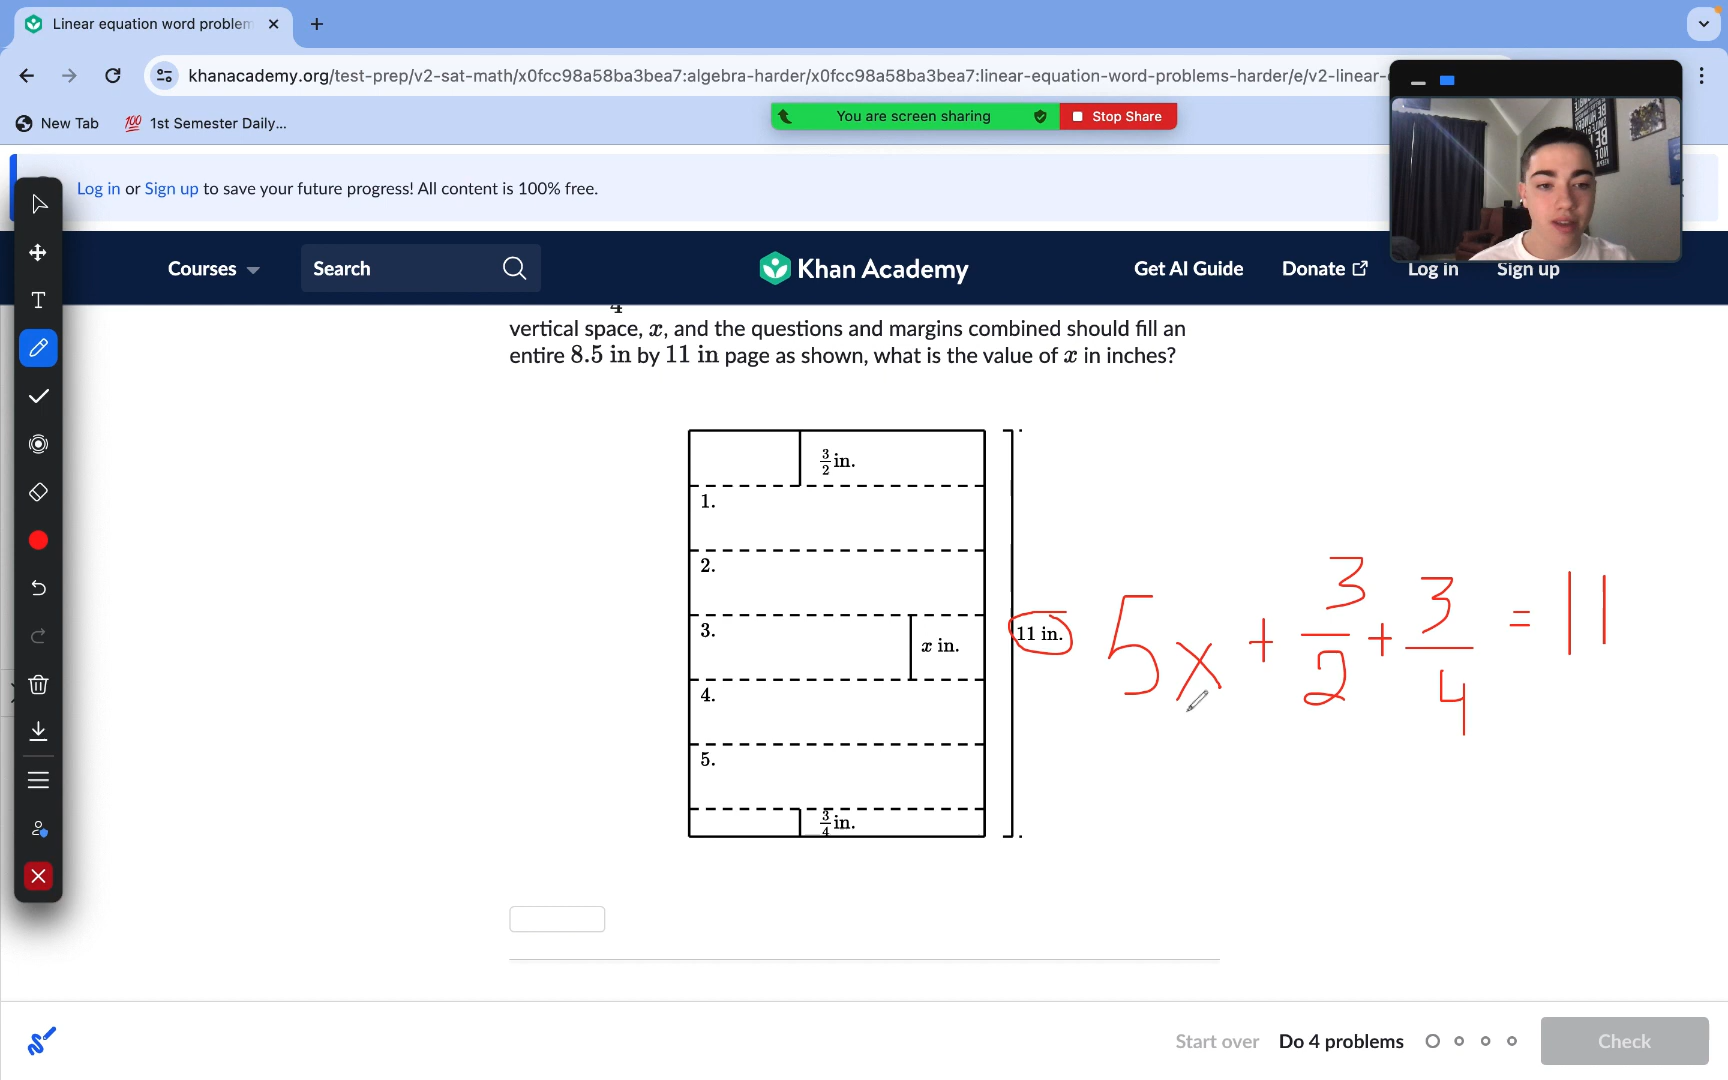 Linear equation word problem
khanacademy.org/test-prep/v2-sat-math/x0fcc98a58ba3bea7:algebra-harder/x0fcc98a58ba3bea7:linear-equation-word-problems-harder/e/v2-linear-
New Tab
100 1st Semester Daily...
You are screen sharing
Stop Share
Log in or Sign up to save your future progress! All content is 100% free.
Courses
Search
Khan Academy
Get AI Guide
Donate
Log in
Sign up
4
vertical space, x, and the questions and margins combined should fill an
entire 8.5 in by 11 in page as shown, what is the value of x in inches?
3/2 in.
1.
2.
3.
x in.
11 in.
4.
5.
3/4 in.
5x + 3/2 + 3/4 = 11
T
Start over
Do 4 problems
Check